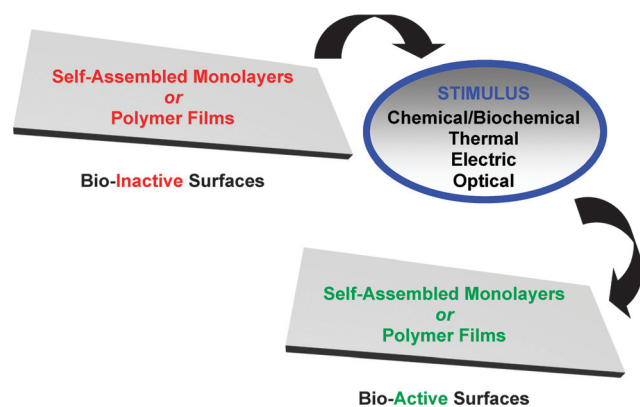 Self-Assembled Monolayers
or
Polymer Films
Bio-Inactive Surfaces
STIMULUS
Chemical/Biochemical
Thermal
Electric
Optical
Self-Assembled Monolayers
or
Polymer Films
Bio-Active Surfaces